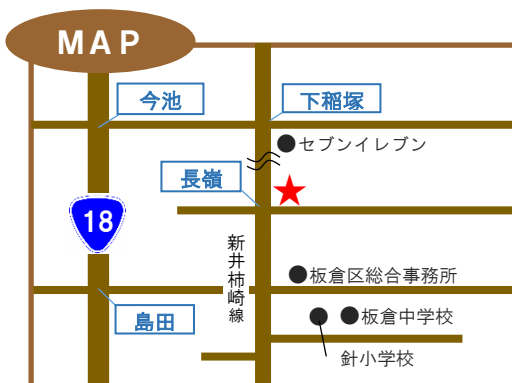 MAP
今池
下稲塚
セブンイレブン
長嶺
18
新井柿崎線
板倉区総合事務所
島田
板倉中学校
針小学校